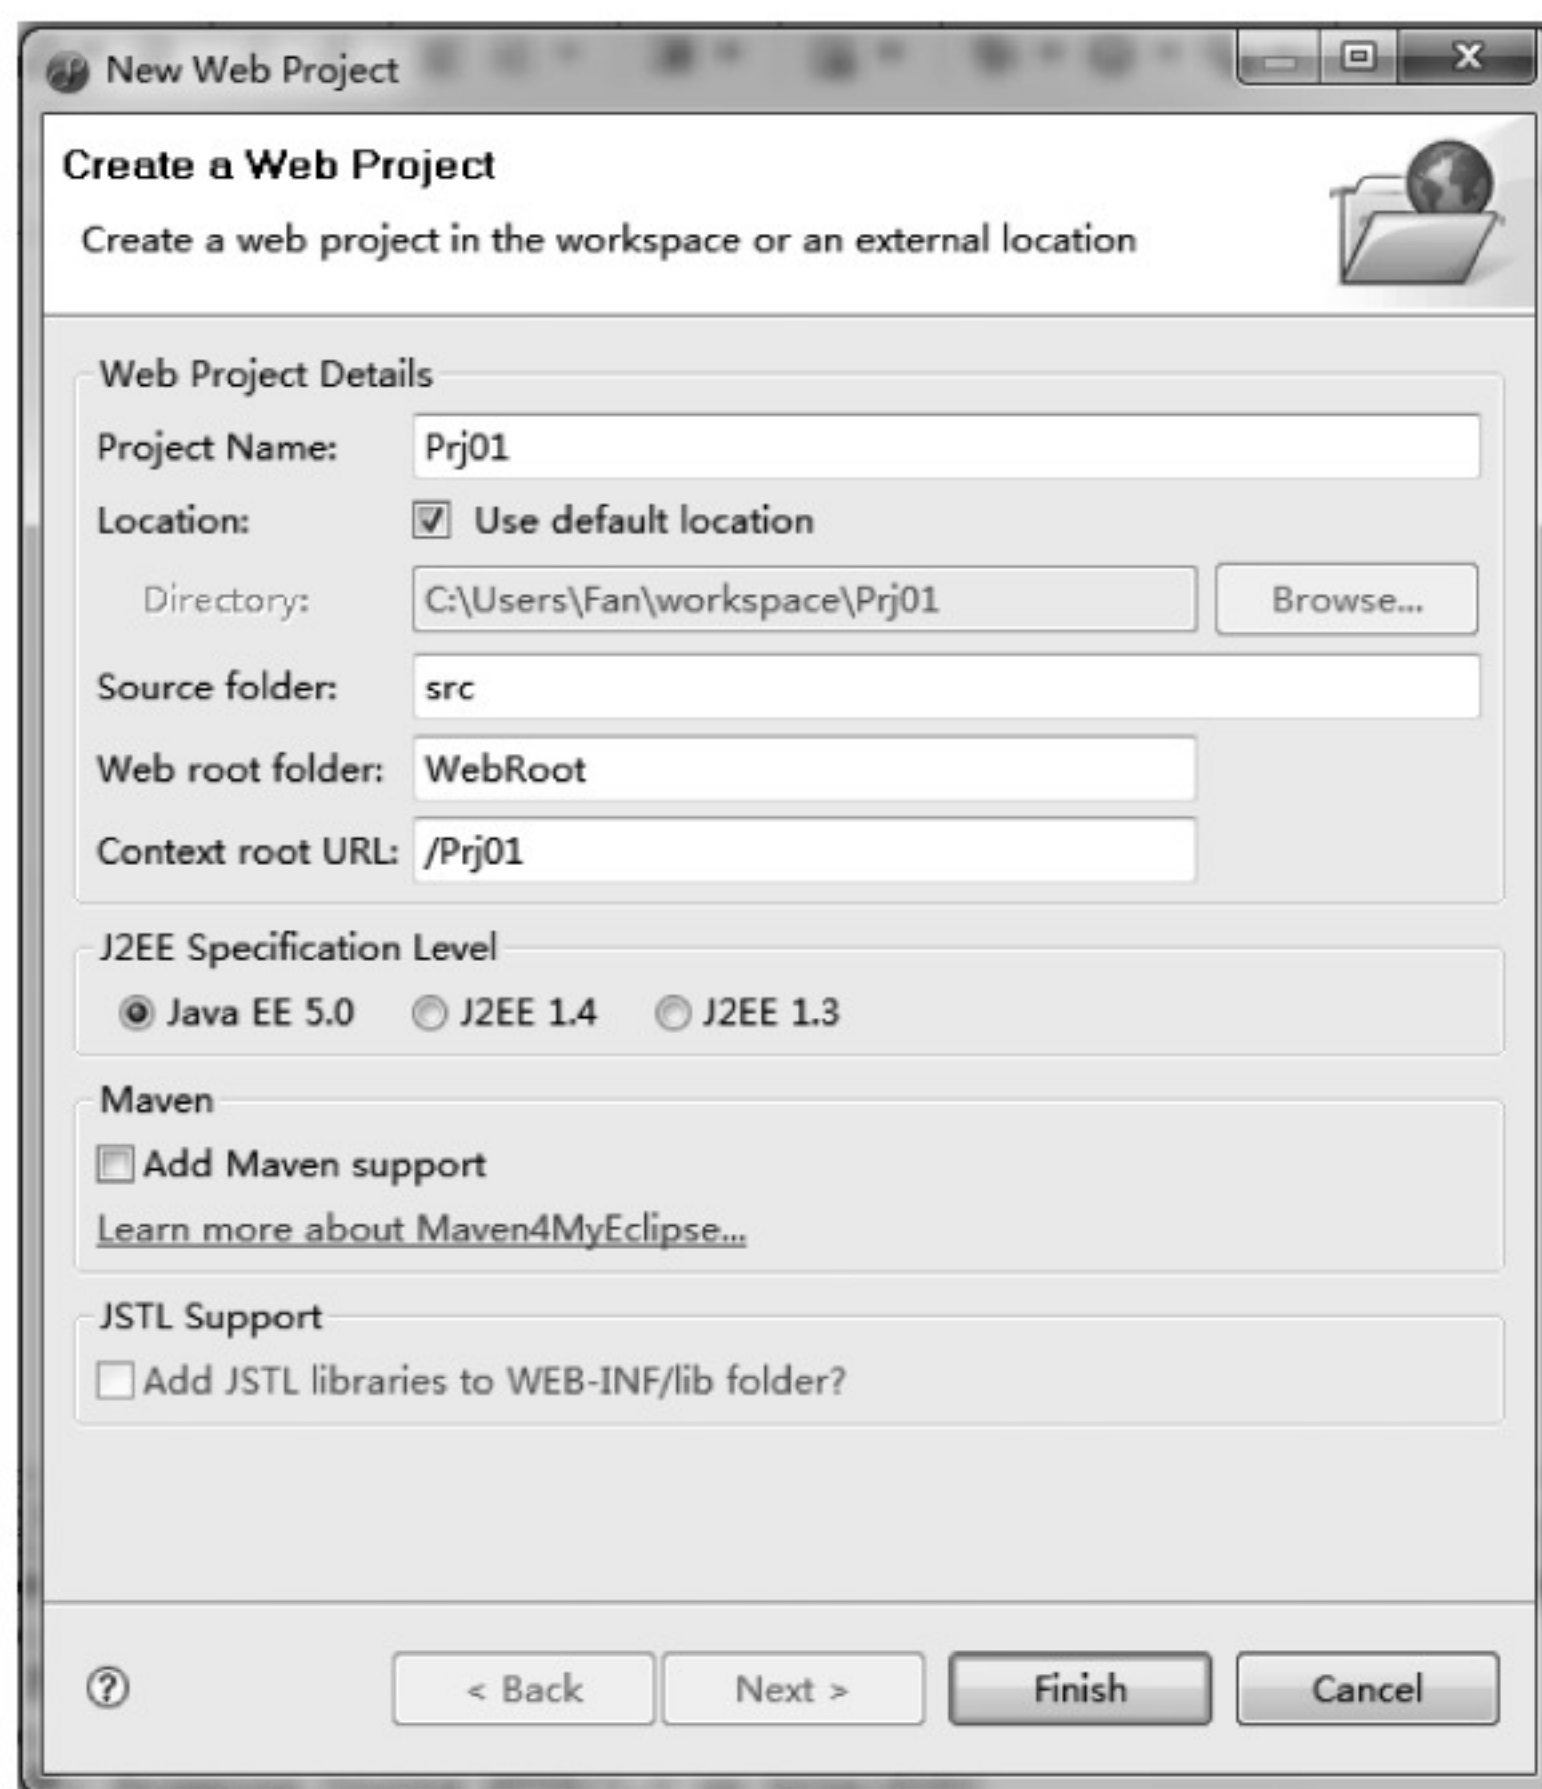 New Web Project
Create a Web Project
Create a web project in the workspace or an external location
Web Project Details
Project Name: Prj01
Location: Use default location
Directory: C:\Users\Fan\workspace\Prj01 Browse...
Source folder: src
Web root folder: WebRoot
Context root URL: /Prj01
J2EE Specification Level
Java EE 5.0 J2EE 1.4 J2EE 1.3
Maven
Add Maven support
Learn more about Maven4MyEclipse...
JSTL Support
Add JSTL libraries to WEB-INF/lib folder?
< Back Next > Finish Cancel